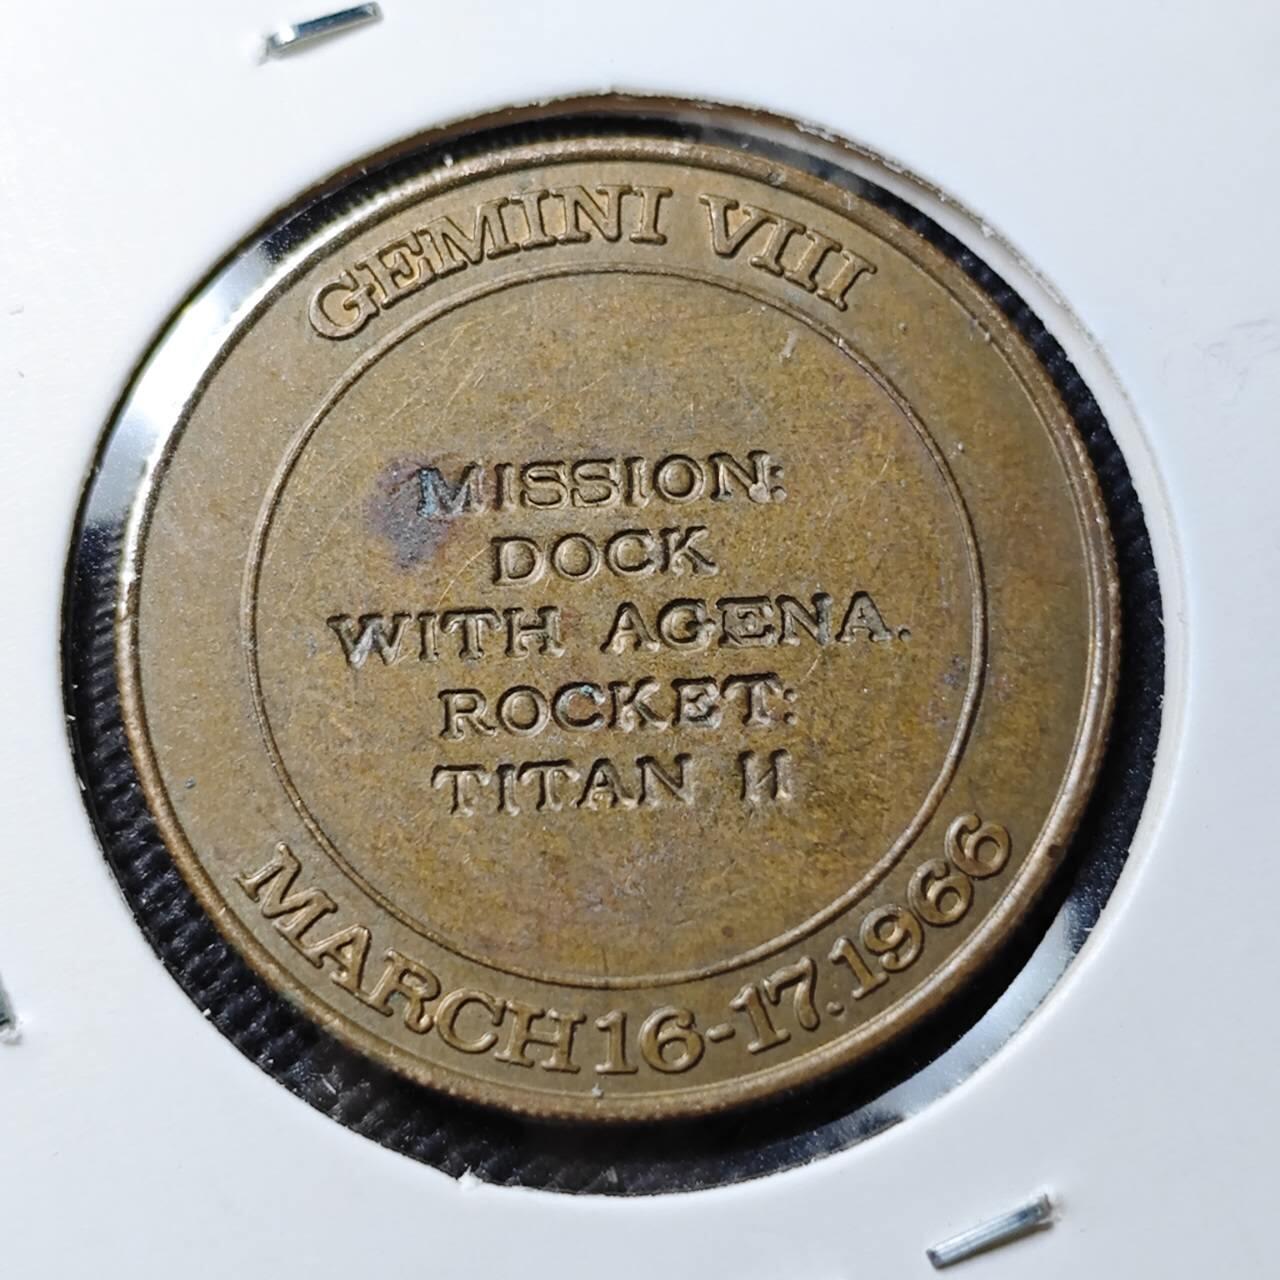 GEMINI VIII
MISSION:
DOCK
WITH AGENA.
ROCKET:
TITAN II
MARCH 16-17.1966